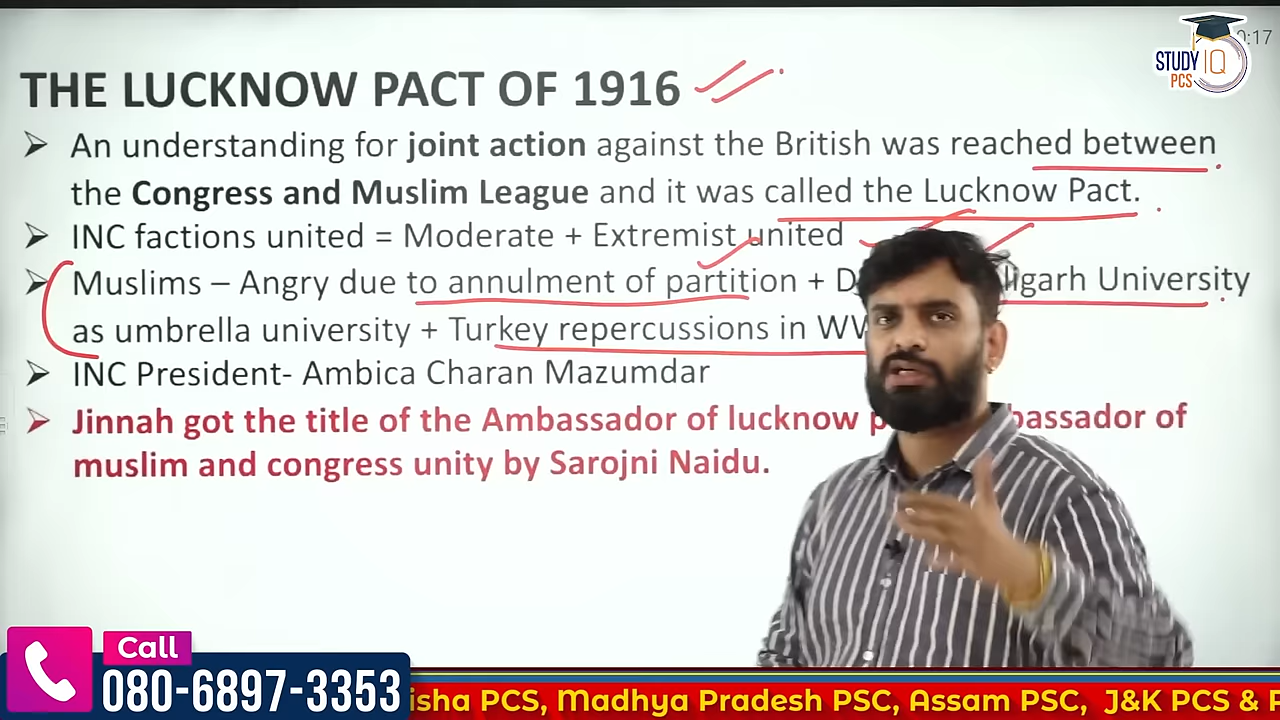 0:17
STUDY IQ
PCS
THE LUCKNOW PACT OF 1916
➢ An understanding for joint action against the British was reached between
the Congress and Muslim League and it was called the Lucknow Pact.
➢ INC factions united = Moderate + Extremist united
➢ Muslims – Angry due to annulment of partition + Aligarh University
as umbrella university + Turkey repercussions in
➢ INC President- Ambica Charan Mazumdar
➢ Jinnah got the title of the Ambassador of lucknow
muslim and congress unity by Sarojni Naidu.
Call
080-6897-3353
isha PCS, Madhya Pradesh PSC, Assam PSC, J&K PCS &